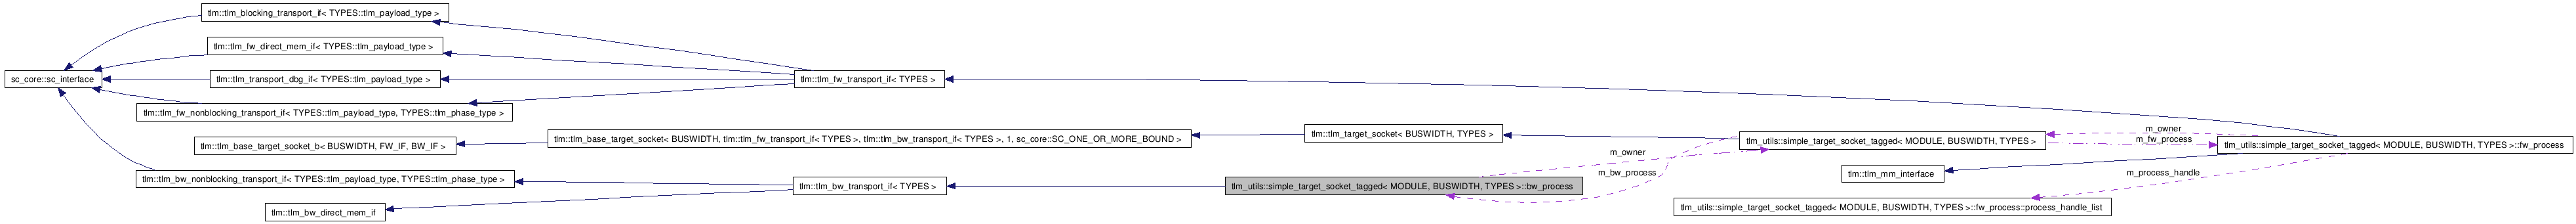 tlm::tlm_blocking_transport_if< TYPES::tlm_payload_type >
tlm::tlm_fw_direct_mem_if< TYPES::tlm_payload_type >
sc_core::sc_interface
tlm::tlm_transport_dbg_if< TYPES::tlm_payload_type >
tlm::tlm_fw_transport_if< TYPES >
tlm::tlm_fw_nonblocking_transport_if< TYPES::tlm_payload_type, TYPES::tlm_phase_type >
tlm::tlm_base_target_socket_b< BUSWIDTH, FW_IF, BW_IF >
tlm::tlm_base_target_socket< BUSWIDTH, tlm::tlm_fw_transport_if< TYPES >, tlm::tlm_bw_transport_if< TYPES >, 1, sc_core::SC_ONE_OR_MORE_BOUND >
tlm::tlm_target_socket< BUSWIDTH, TYPES >
tlm_utils::simple_target_socket_tagged< MODULE, BUSWIDTH, TYPES >
m_owner
m_fw_process
tlm_utils::simple_target_socket_tagged< MODULE, BUSWIDTH, TYPES >::fw_process
m_owner
m_bw_process
tlm::tlm_mm_interface
m_process_handle
tlm::tlm_bw_nonblocking_transport_if< TYPES::tlm_payload_type, TYPES::tlm_phase_type >
tlm::tlm_bw_transport_if< TYPES >
tlm_utils::simple_target_socket_tagged< MODULE, BUSWIDTH, TYPES >::bw_process
tlm::tlm_bw_direct_mem_if
tlm_utils::simple_target_socket_tagged< MODULE, BUSWIDTH, TYPES >::fw_process::process_handle_list